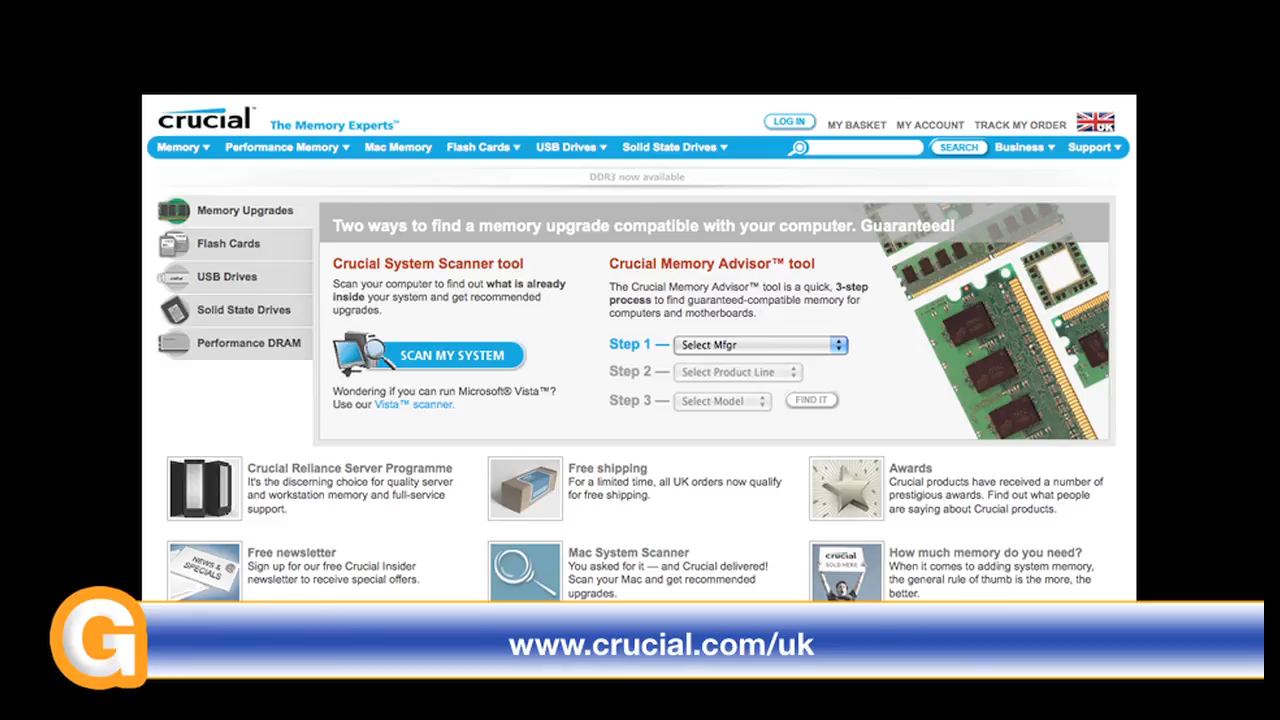 crucial™ The Memory Experts™
LOG IN MY BASKET MY ACCOUNT TRACK MY ORDER UK
Memory Performance Memory Mac Memory Flash Cards USB Drives Solid State Drives SEARCH Business Support
DDR3 now available
Memory Upgrades
Flash Cards
USB Drives
Solid State Drives
Performance DRAM
Two ways to find a memory upgrade compatible with your computer. Guaranteed!
Crucial System Scanner tool
Scan your computer to find out what is already
inside your system and get recommended
upgrades.
SCAN MY SYSTEM
Wondering if you can run Microsoft® Vista™?
Use our Vista™ scanner.
Crucial Memory Advisor™ tool
The Crucial Memory Advisor™ tool is a quick, 3-step
process to find guaranteed-compatible memory for
computers and motherboards.
Step 1 — Select Mfgr
Step 2 — Select Product Line
Step 3 — Select Model FIND IT
Crucial Reliance Server Programme
It's the discerning choice for quality server
and workstation memory and full-service
support.
Free shipping
For a limited time, all UK orders now qualify
for free shipping.
Awards
Crucial products have received a number of
prestigious awards. Find out what people
are saying about Crucial products.
NEWS &
SPECIALS
Free newsletter
Sign up for our free Crucial Insider
newsletter to receive special offers.
Mac System Scanner
You asked for it — and Crucial delivered!
Scan your Mac and get recommended
upgrades.
crucial
SOLD HERE
How much memory do you need?
When it comes to adding system memory,
the general rule of thumb is the more, the
better.
G
www.crucial.com/uk